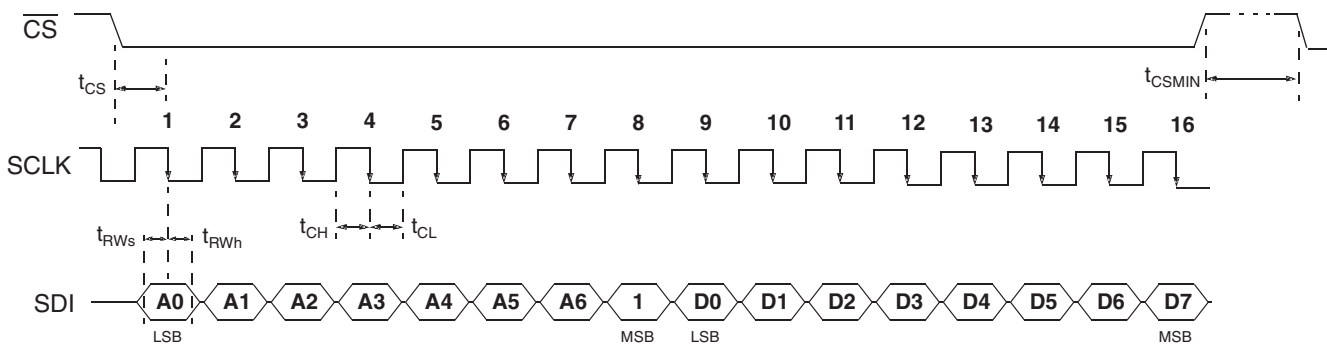 CS
tCS
tCSMIN
1 2 3 4 5 6 7 8 9 10 11 12 13 14 15 16
SCLK
tRWs tRWh tCH tCL
SDI A0 A1 A2 A3 A4 A5 A6 1 D0 D1 D2 D3 D4 D5 D6 D7
LSB MSB LSB MSB